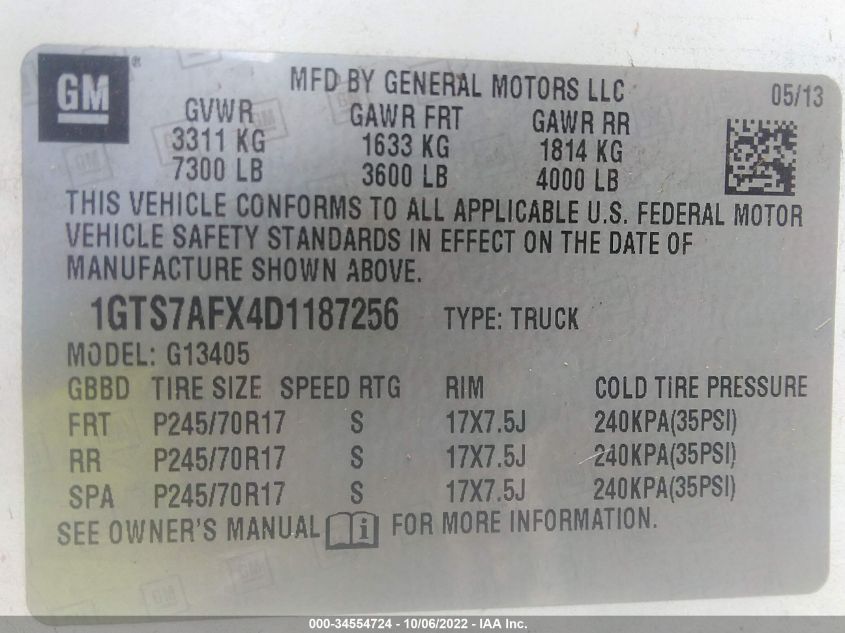 GM ® MFD BY GENERAL MOTORS LLC 05/13
GVWR GAWR FRT GAWR RR
3311 KG 1633 KG 1814 KG
7300 LB 3600 LB 4000 LB
THIS VEHICLE CONFORMS TO ALL APPLICABLE U.S. FEDERAL MOTOR
VEHICLE SAFETY STANDARDS IN EFFECT ON THE DATE OF
MANUFACTURE SHOWN ABOVE.
1GTS7AFX4D1187256 TYPE: TRUCK
MODEL: G13405
GBBD TIRE SIZE SPEED RTG RIM COLD TIRE PRESSURE
FRT P245/70R17 S 17X7.5J 240KPA(35PSI)
RR P245/70R17 S 17X7.5J 240KPA(35PSI)
SPA P245/70R17 S 17X7.5J 240KPA(35PSI)
SEE OWNER'S MANUAL i FOR MORE INFORMATION.
000-34554724 - 10/06/2022 - IAA Inc.